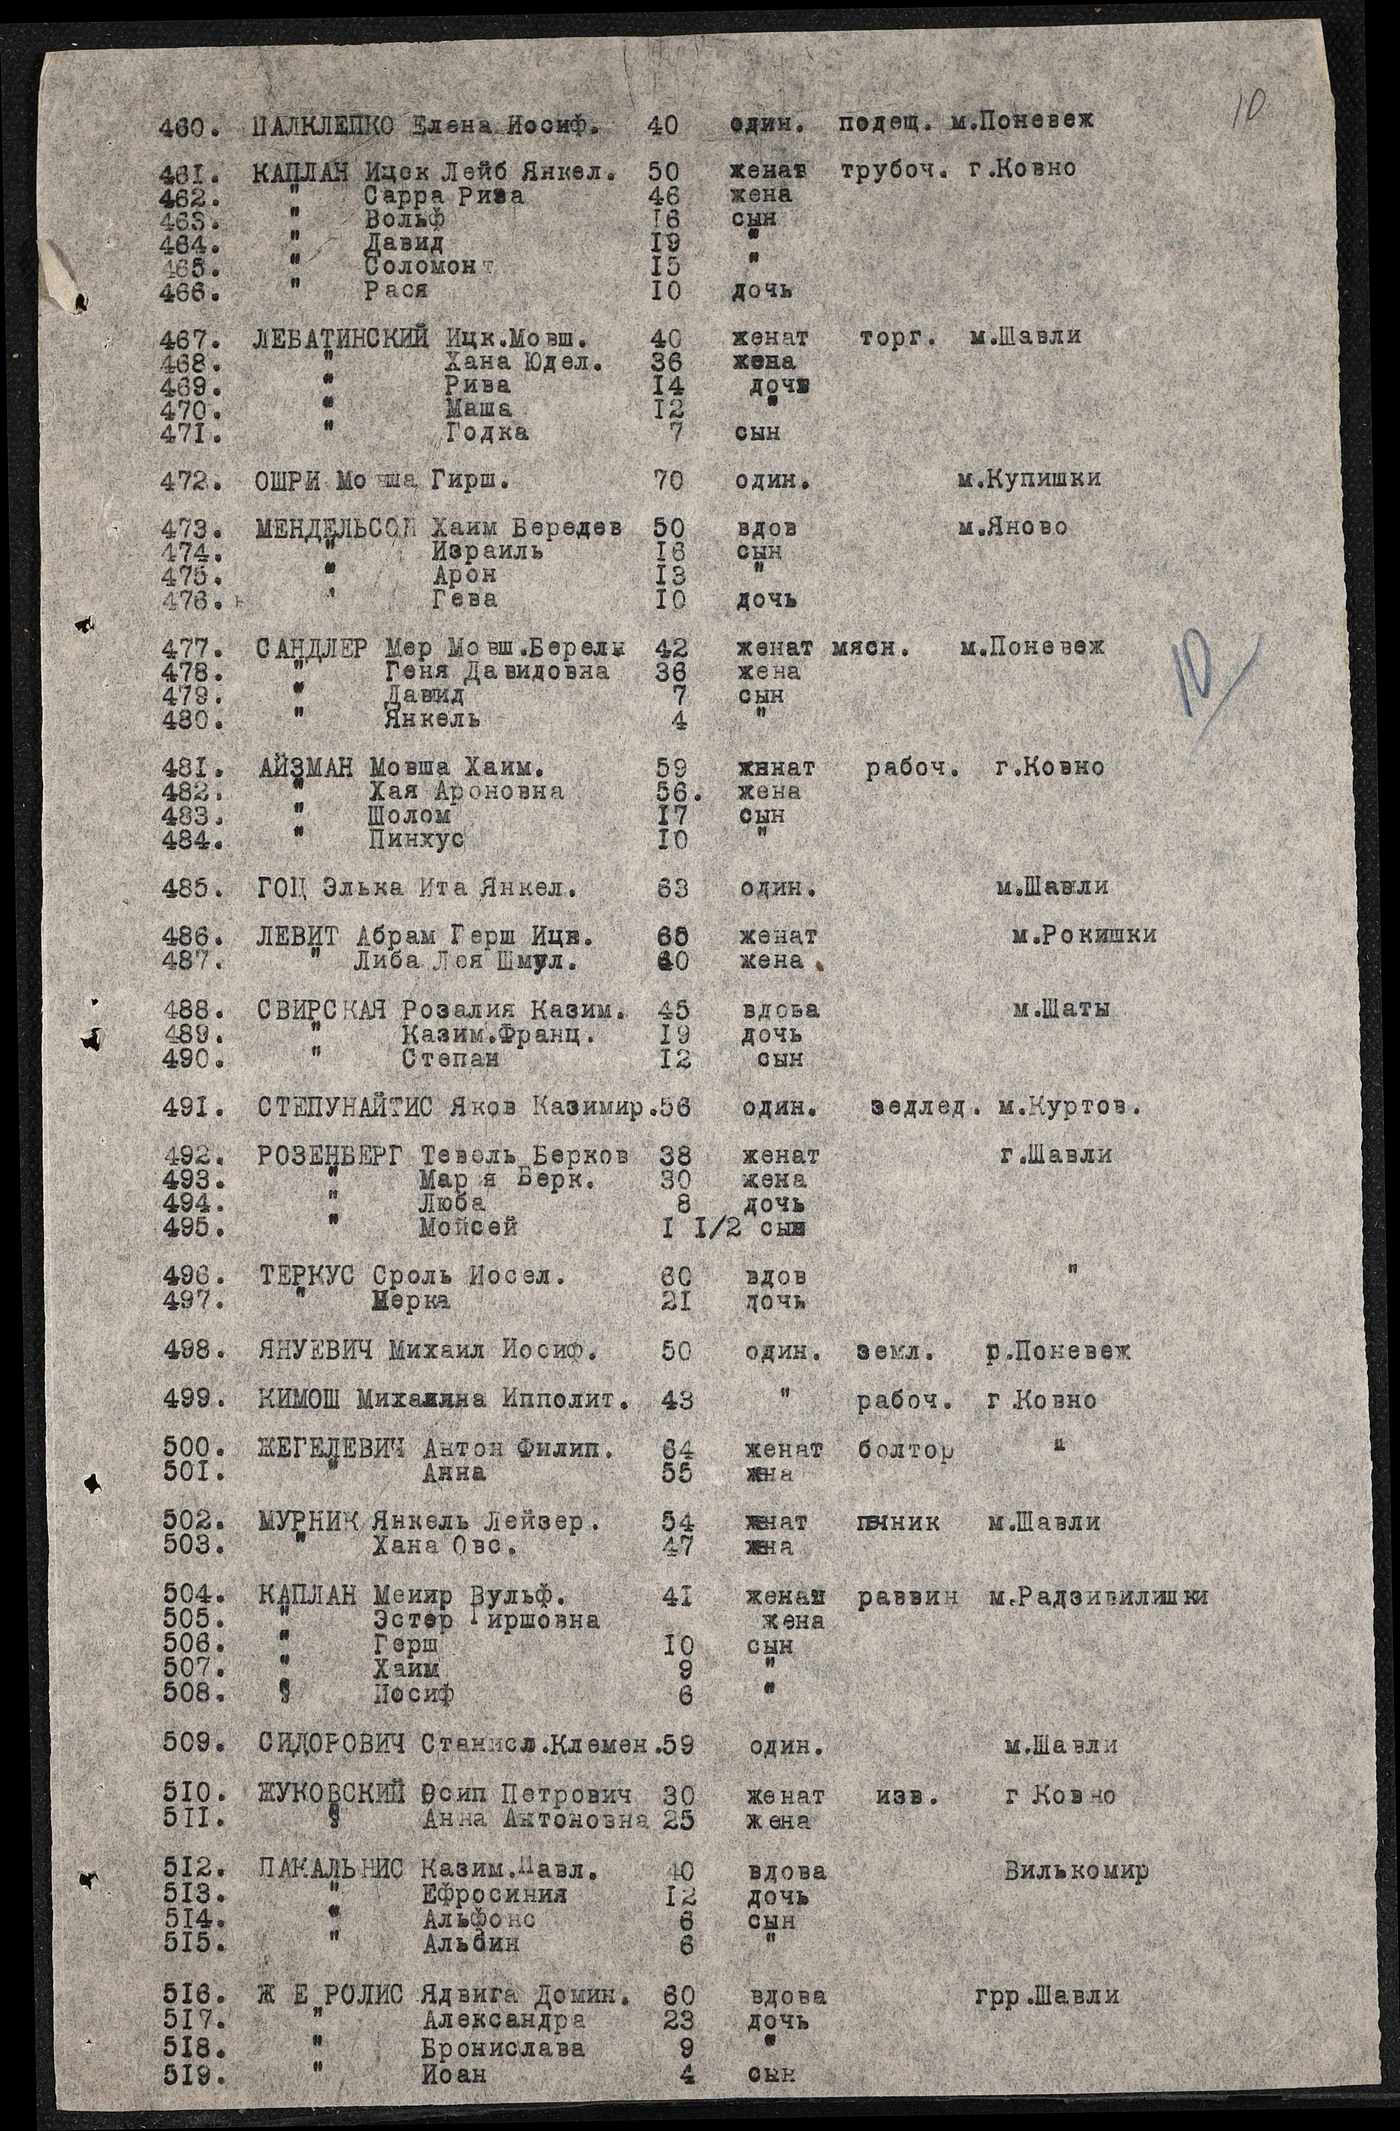 10
460. ПАЛКЛЕПКО Елена Иосиф. 40 один. подещ. м.Поневеж
461. КАПЛАН Ицек Лейб Янкел. 50 женат трубоч. г.Ковно
462. " Сарра Рива 46 жена
463. " Вольф 16 сын
464. " Давид 19 "
465. " Соломон 15 "
466. " Рася 10 дочь
467. ЛЕБАТИНСКИЙ Ицк.Мовш. 40 женат торг. м.Шавли
468. " Хана Юдел. 36 жена
469. " Рива 14 дочь
470. " Маша 12 "
471. " Годка 7 сын
472. ОШРИ Мовша Гирш. 70 один. м.Купишки
473. МЕНДЕЛЬСОН Хаим Вередев 50 вдов м.Яново
474. " Израиль 16 сын
475. " Арон 13 "
476. " Гева 10 дочь
477. САНДЛЕР Мер Мовш.Берелы 42 женат мясн. м.Поневеж
10
478. " Геня Давидовна 36 жена
479. " Давид 7 сын
480. " Янкель 4 "
481. АЙЗМАН Мовша Хаим. 59 жннат рабоч. г.Ковно
482. " Хая Ароновна 56. жена
483. " Шолом 17 сын
484. " Пинхус 10 "
485. ГОЦ Элька Ита Янкел. 63 один. м.Шавли
486. ЛЕВИТ Абрам Герш Ицк. 65 женат м.Рокишки
487. " Либа Лея Шмул. 60 жена
488. СВИРСКАЯ Розалия Казим. 45 вдова м.Шаты
489. " Казим.Франц. 19 дочь
490. " Степан 12 сын
491. СТЕПУНАЙТИС Яков Казимир.56 один. зедлед. м.Куртов.
492. РОЗЕНБЕРГ Тевель Берков 38 женат г.Шавли
493. " Мария Берк. 30 жена
494. " Люба 8 дочь
495. " Мойсей 1 1/2 сын
496. ТЕРКУС Сроль Иосел. 60 вдов "
497. " Мерка 21 дочь
498. ЯНУЕВИЧ Михаил Иосиф. 50 один. земл. р.Поневеж
499. КИМОШ Михалина Ипполит. 43 " рабоч. г.Ковно
500. ЖЕГЕЛЕВИЧ Антон Филип. 64 женат болтор "
501. " Анна 55 жна
502. МУРНИК Янкель Лейзер. 54 жнат пчник м.Шавли
503. " Хана Овс. 47 жна
504. КАПЛАН Меиир Вульф. 41 женат раввин м.Радзивилишки
505. " Эстер Гиршовна жена
506. " Герш 10 сын
507. " Хаим 9 "
508. " Иосиф 6 "
509. СИДОРОВИЧ Станисл.Клемен.59 один. м.Шавли
510. ЖУКОВСКИЙ Осип Петрович 30 женат изв. г Ковно
511. " Анна Антоновна 25 жена
512. ПАКАЛЬНИС Казим.Павл. 40 вдова Вилькомир
513. " Ефросиния 12 дочь
514. " Альфонс 6 сын
515. " Альбин 6 "
516. Ж Е РОЛИС Ядвига Домин. 60 вдова грр.Шавли
517. " Александра 23 дочь
518. " Бронислава 9 "
519. " Иоан 4 сын